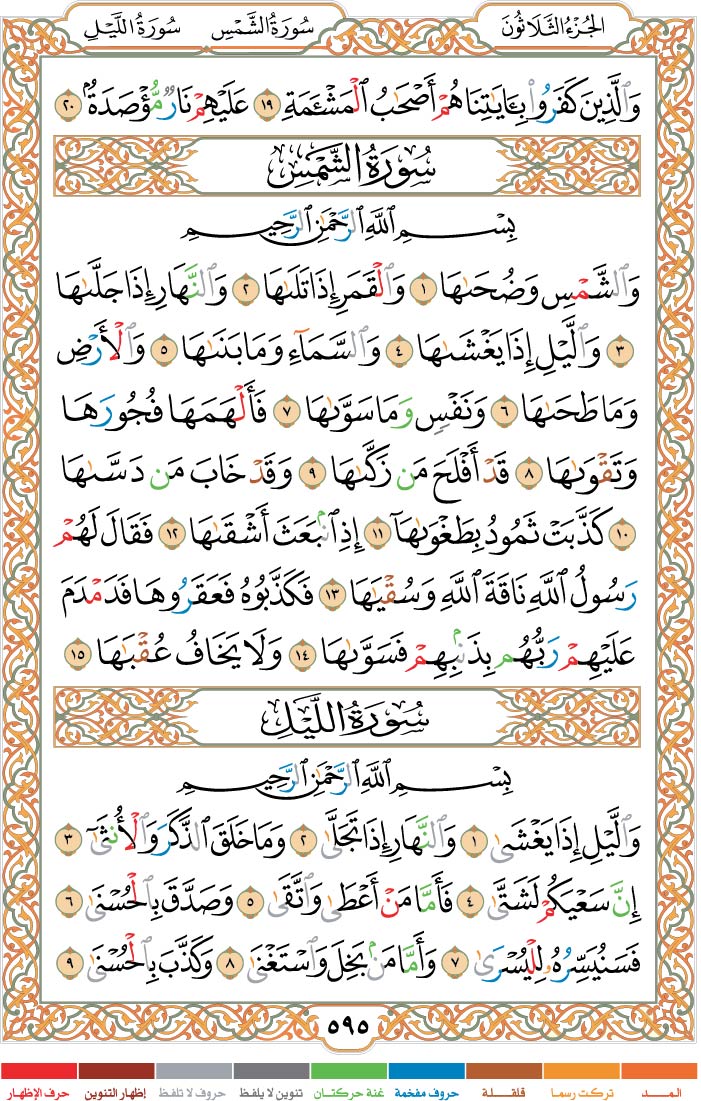 الجُزْءُ الثَّلَاثُونَ سُورَةُ الشَّمْسِ سُورَةُ اللَّيْلِ
وَالَّذِينَ كَفَرُوا۟ بِـَٔايَـٰتِنَا هُمْ أَصْحَـٰبُ ٱلْمَشْـَٔمَةِ ١٩ عَلَيْهِمْ نَارٌ مُّؤْصَدَةٌۢ ٢٠
سُورَةُ الشَّمْسِ
بِسْمِ ٱللَّهِ ٱلرَّحْمَـٰنِ ٱلرَّحِيمِ
وَٱلشَّمْسِ وَضُحَىٰهَا ١ وَٱلْقَمَرِ إِذَا تَلَىٰهَا ٢ وَٱلنَّهَارِ إِذَا جَلَّىٰهَا
٣ وَٱلَّيْلِ إِذَا يَغْشَىٰهَا ٤ وَٱلسَّمَآءِ وَمَا بَنَىٰهَا ٥ وَٱلْأَرْضِ
وَمَا طَحَىٰهَا ٦ وَنَفْسٍ وَمَا سَوَّىٰهَا ٧ فَأَلْهَمَهَا فُجُورَهَا
وَتَقْوَىٰهَا ٨ قَدْ أَفْلَحَ مَن زَكَّىٰهَا ٩ وَقَدْ خَابَ مَن دَسَّىٰهَا
١٠ كَذَّبَتْ ثَمُودُ بِطَغْوَىٰهَآ ١١ إِذِ ٱنۢبَعَثَ أَشْقَىٰهَا ١٢ فَقَالَ لَهُمْ
رَسُولُ ٱللَّهِ نَاقَةَ ٱللَّهِ وَسُقْيَـٰهَا ١٣ فَكَذَّبُوهُ فَعَقَرُوهَا فَدَمْدَمَ
عَلَيْهِمْ رَبُّهُم بِذَنۢبِهِمْ فَسَوَّىٰهَا ١٤ وَلَا يَخَافُ عُقْبَـٰهَا ١٥
سُورَةُ اللَّيْلِ
بِسْمِ ٱللَّهِ ٱلرَّحْمَـٰنِ ٱلرَّحِيمِ
وَٱلَّيْلِ إِذَا يَغْشَىٰ ١ وَٱلنَّهَارِ إِذَا تَجَلَّىٰ ٢ وَمَا خَلَقَ ٱلذَّكَرَ وَٱلْأُنثَىٰٓ ٣
إِنَّ سَعْيَكُمْ لَشَتَّىٰ ٤ فَأَمَّا مَنْ أَعْطَىٰ وَٱتَّقَىٰ ٥ وَصَدَّقَ بِٱلْحُسْنَىٰ ٦
فَسَنُيَسِّرُهُۥ لِلْيُسْرَىٰ ٧ وَأَمَّا مَنۢ بَخِلَ وَٱسْتَغْنَىٰ ٨ وَكَذَّبَ بِٱلْحُسْنَىٰ ٩
٥٩٥
المــد تركت رسما قلقلة حروف مفخمة غنة حركتان تنوين لا يلفظ حروف لا تلفظ إظهار التنوين حرف الإظهار